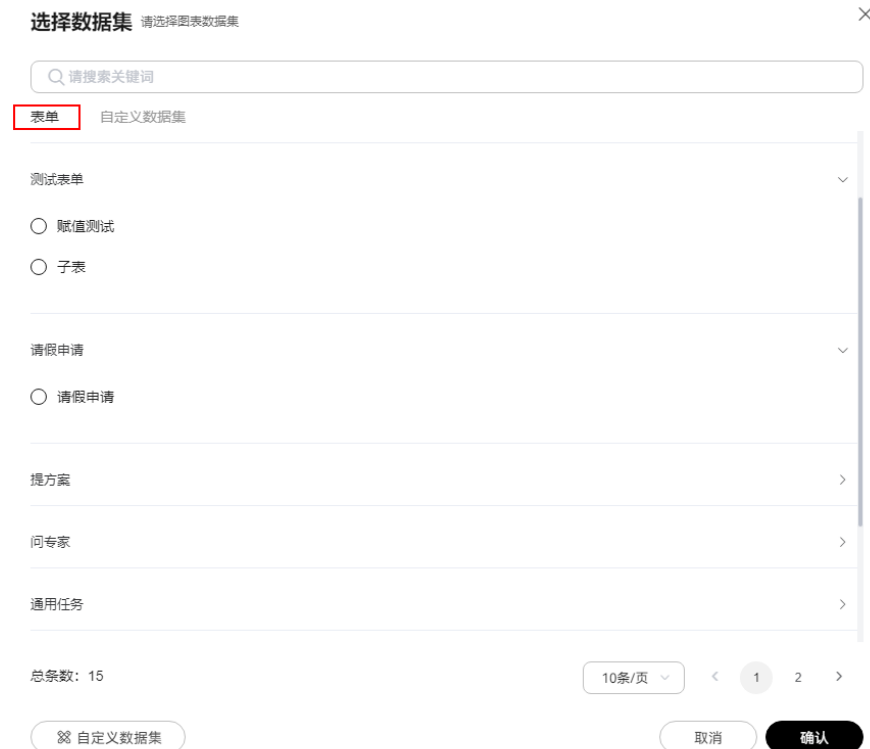 选择数据集 请选择图表数据集
请搜索关键词
表单 自定义数据集
测试表单
赋值测试
子表
请假申请
请假申请
提方案
问专家
通用任务
总条数：15 10条/页 1 2
自定义数据集 取消 确认